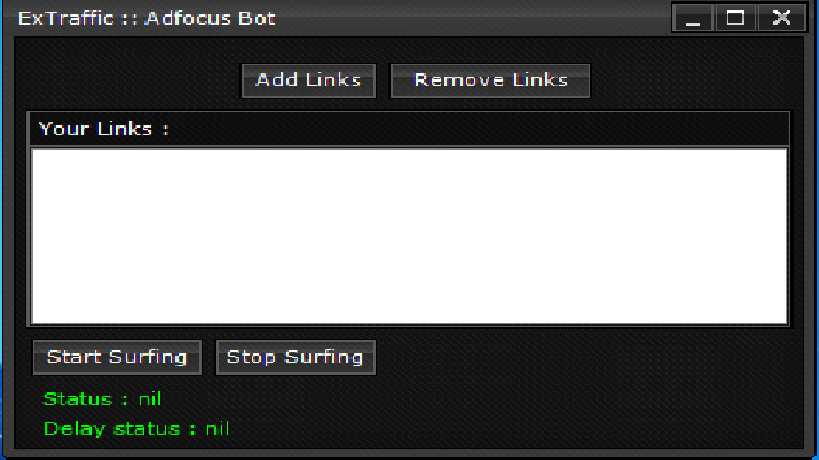 ExTraffic :: Adfocus Bot
Add Links Remove Links
Your Links :
Start Surfing Stop Surfing
Status : nil
Delay status : nil